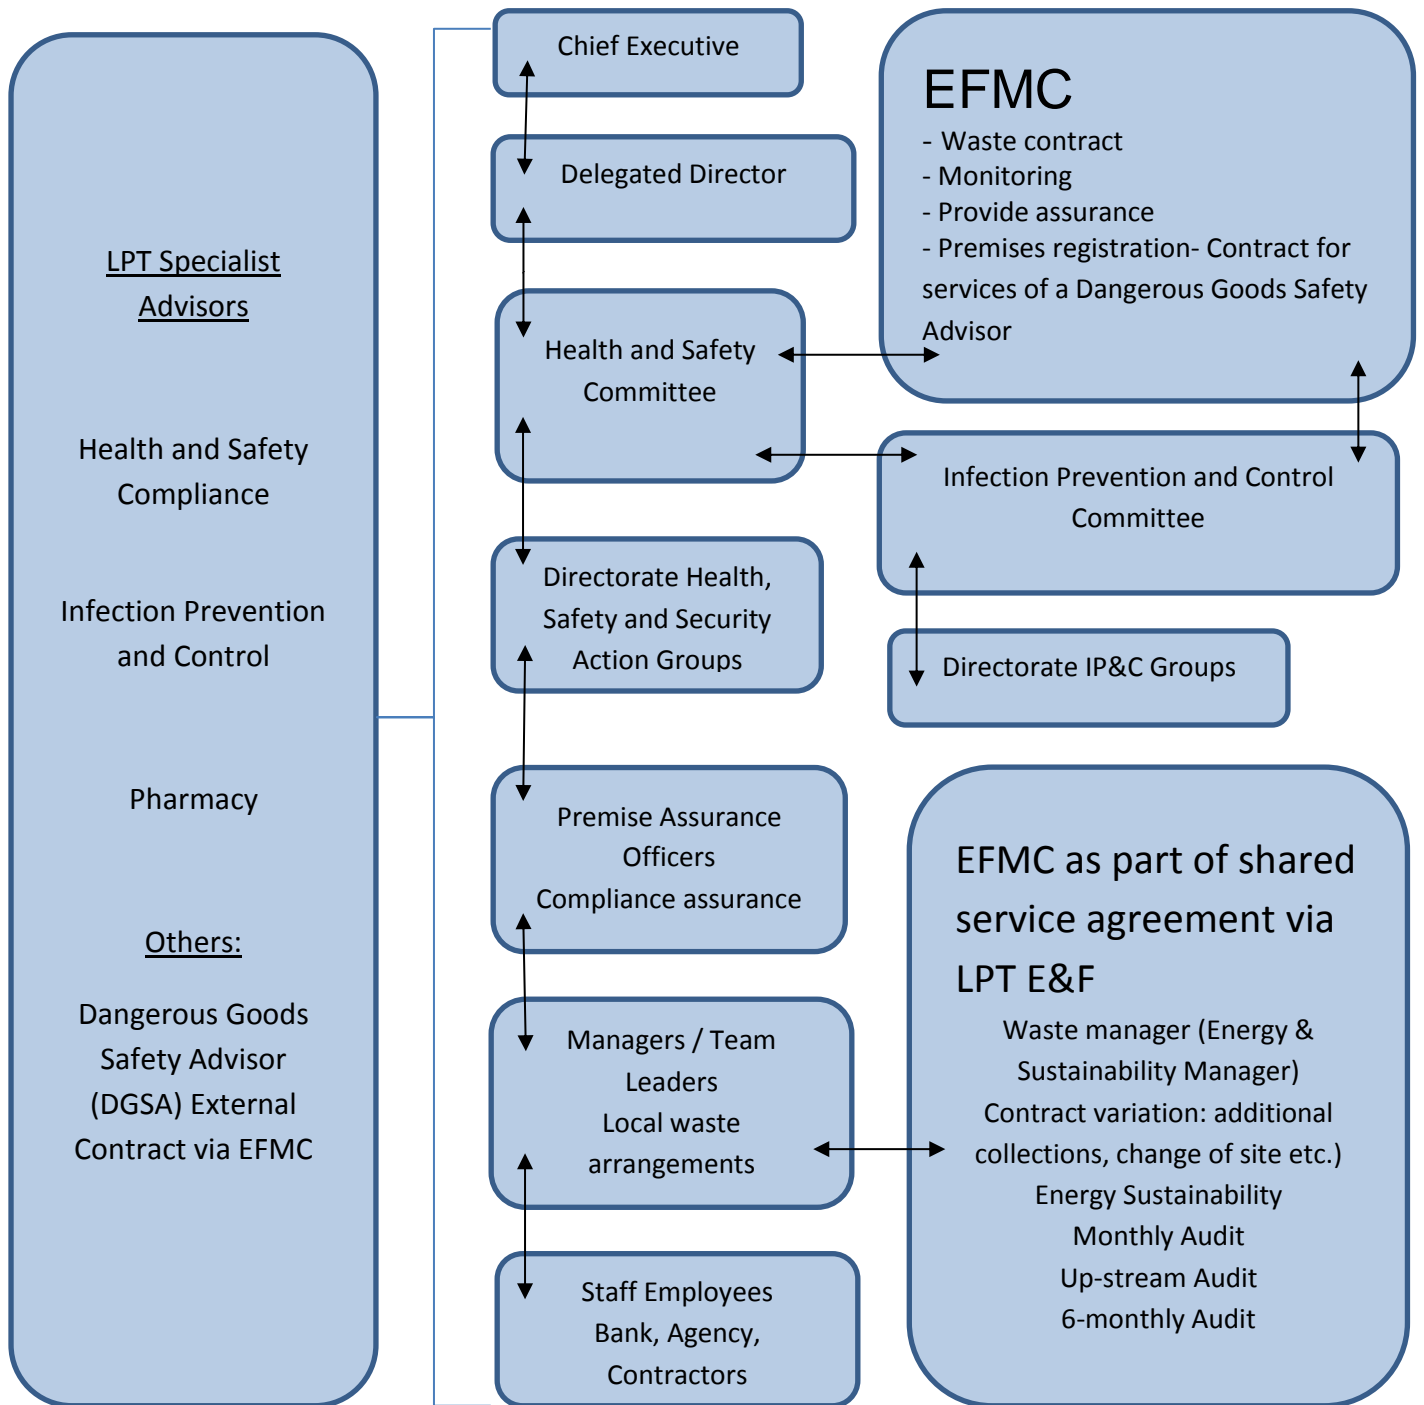 LPT Specialist
Advisors
Health and Safety
Compliance
Infection Prevention
and Control
Pharmacy
Others:
Dangerous Goods
Safety Advisor
(DGSA) External
Contract via EFMC
Chief Executive
Delegated Director
Health and Safety
Committee
Directorate Health,
Safety and Security
Action Groups
Premise Assurance
Officers
Compliance assurance
Managers / Team
Leaders
Local waste
arrangements
Staff Employees
Bank, Agency,
Contractors
EFMC
- Waste contract
- Monitoring
- Provide assurance
- Premises registration- Contract for
services of a Dangerous Goods Safety
Advisor
Infection Prevention and Control
Committee
Directorate IP&C Groups
EFMC as part of shared
service agreement via
LPT E&F
Waste manager (Energy &
Sustainability Manager)
Contract variation: additional
collections, change of site etc.)
Energy Sustainability
Monthly Audit
Up-stream Audit
6-monthly Audit